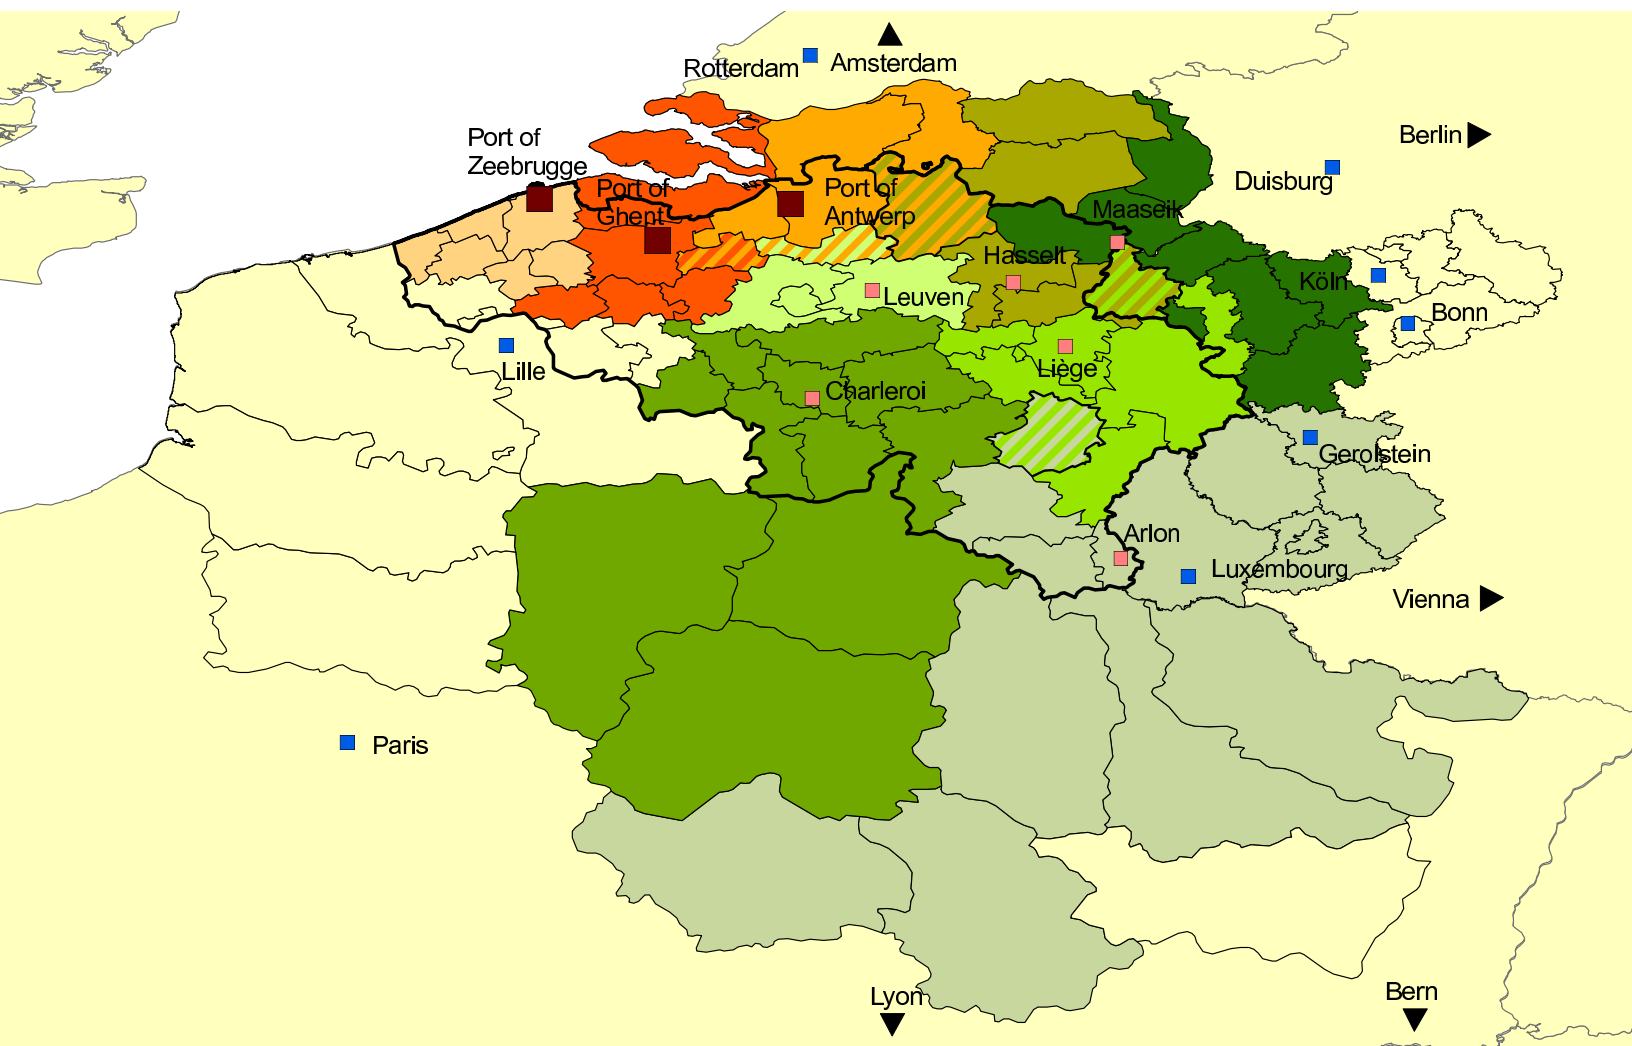 Rotterdam
Amsterdam
Port of
Zeebrugge
Berlin
Duisburg
Port of
Ghent
Port of
Antwerp
Maaseik
Hasselt
Köln
Leuven
Bonn
Lille
Liège
Charleroi
Gerolstein
Arlon
Luxembourg
Vienna
Paris
Lyon
Bern